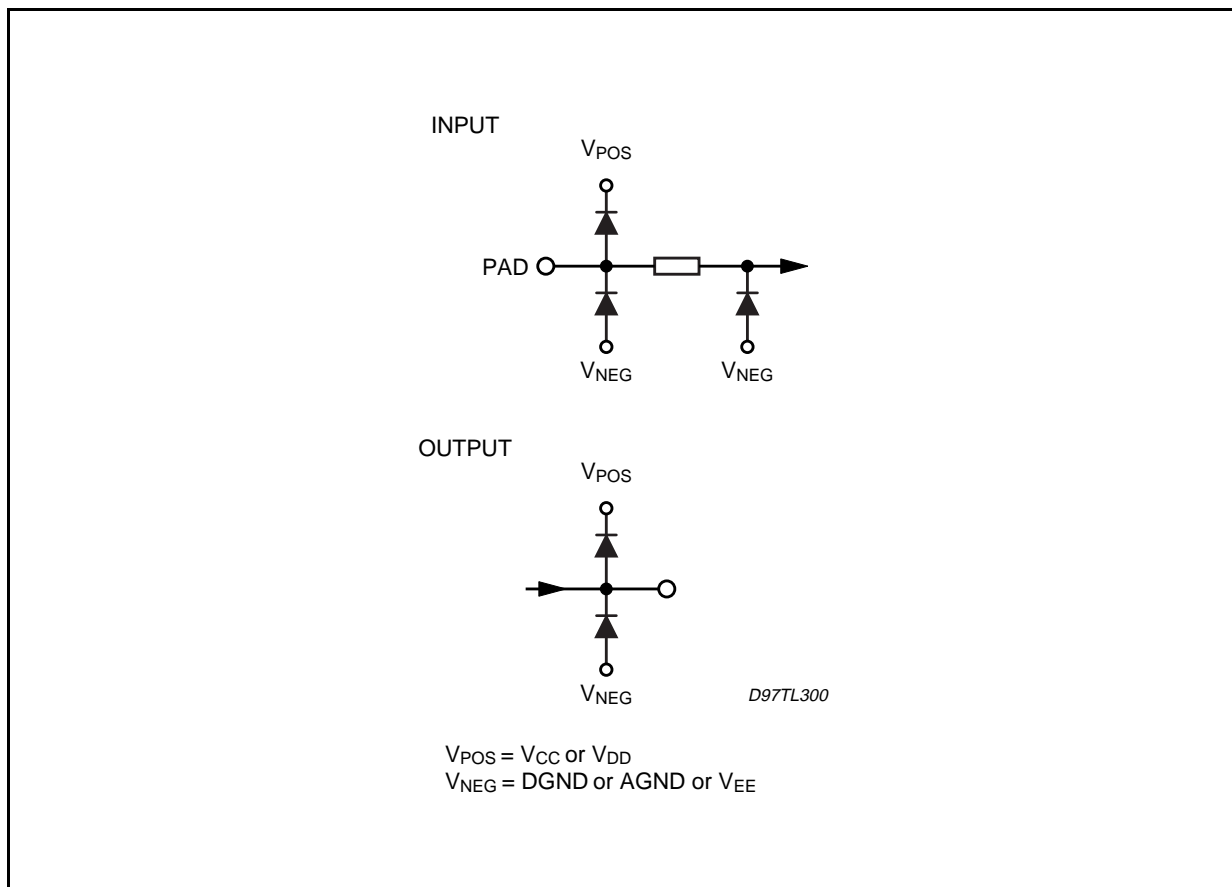 INPUT
VPOS
PAD
VNEG VNEG
OUTPUT
VPOS
VNEG
D97TL300
VPOS = VCC or VDD
VNEG = DGND or AGND or VEE